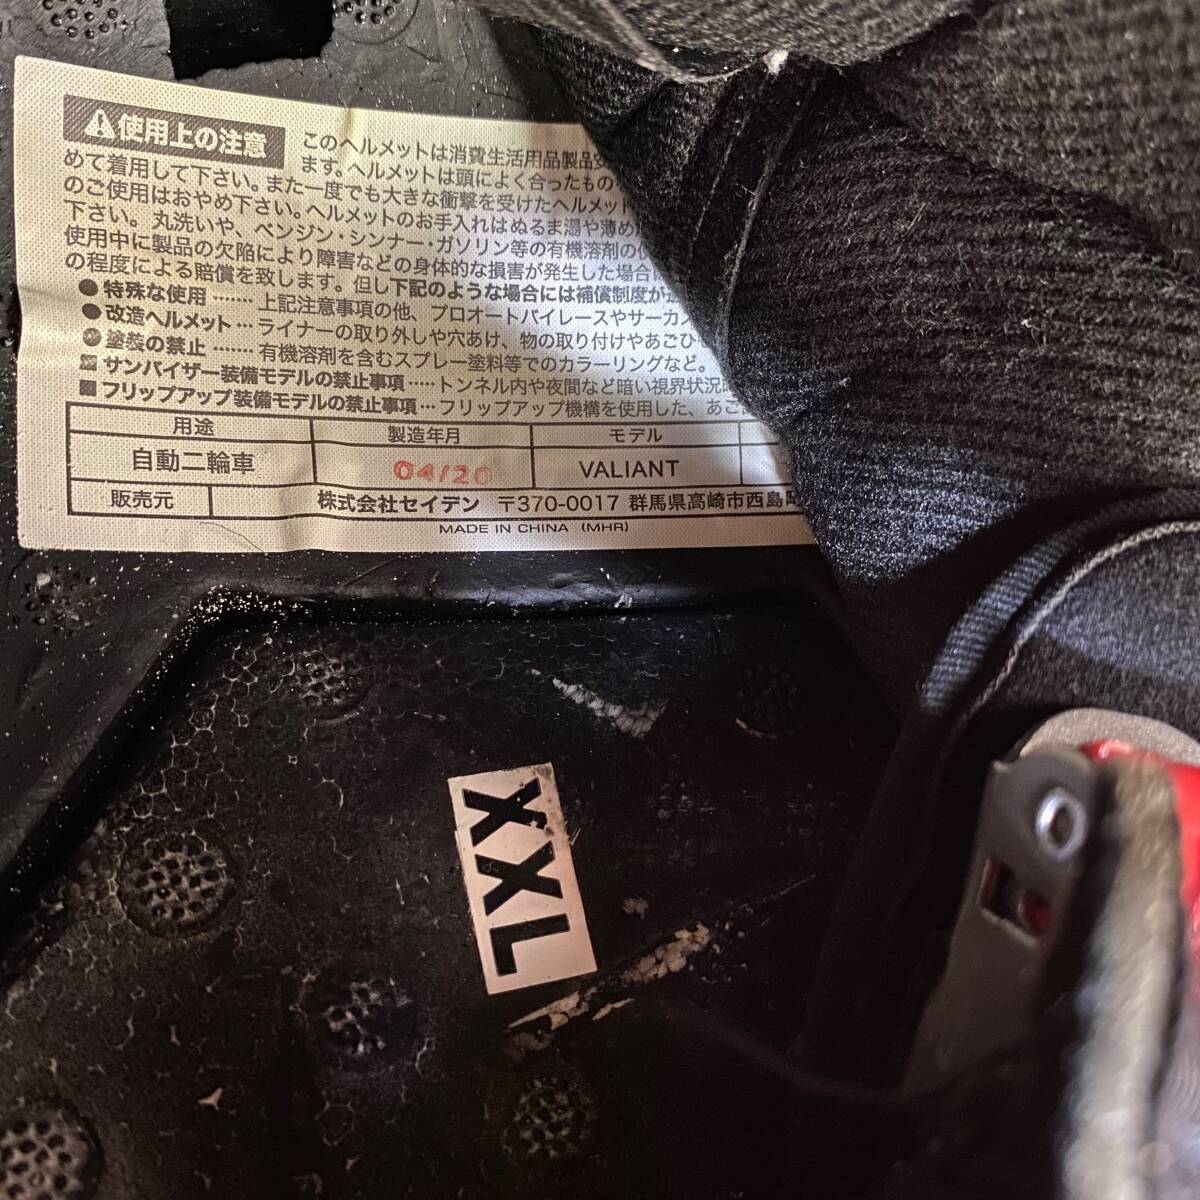 使用上の注意
このヘルメットは消費生活用品製品安
ます。ヘルメットは頭によく合ったもの
めて着用して下さい。また一度でも大きな衝撃を受けたヘルメット
のご使用はおやめ下さい。ヘルメットのお手入れはぬるま湯や薄め
下さい。丸洗いや、ベンジン・シンナー・ガソリン等の有機溶剤の
使用中に製品の欠陥により障害などの身体的な損害が発生した場合
の程度による賠償を致します。但し下記のような場合には補償制度が
●特殊な使用……… 上記注意事項の他、プロオートバイレースやサーカス
●改造ヘルメット…ライナーの取り外しや穴あけ、物の取り付けやあごひ
塗装の禁止………有機溶剤を含むスプレー塗料等でのカラーリングなど。
サンバイザー装備モデルの禁止事項……トンネル内や夜間など暗い視界状況
■フリップアップ装備モデルの禁止事項…フリップアップ機構を使用した、あご
用途 製造年月 モデル
自動二輪車 04/20 VALIANT
販売元 株式会社セイデン 〒370-0017 群馬県高崎市西島町
MADE IN CHINA (MHR)
XXL